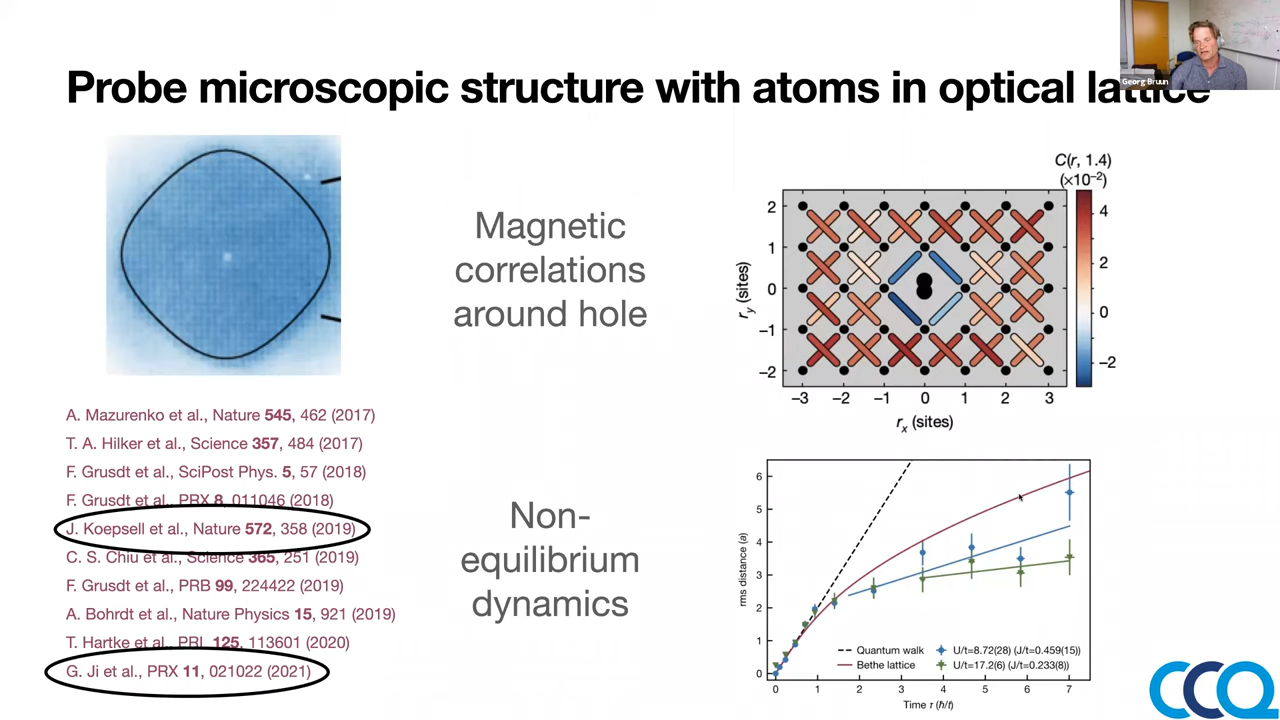 Georg Bruun
Probe microscopic structure with atoms in optical lattice
Magnetic
correlations
around hole
C(r, 1.4)
(×10⁻²)
2
1
0
−1
−2
r_y (sites)
−3 −2 −1 0 1 2 3
r_x (sites)
4
2
0
−2
A. Mazurenko et al., Nature 545, 462 (2017)
T. A. Hilker et al., Science 357, 484 (2017)
F. Grusdt et al., SciPost Phys. 5, 57 (2018)
F. Grusdt et al., PRX 8, 011046 (2018)
J. Koepsell et al., Nature 572, 358 (2019)
C. S. Chiu et al., Science 365, 251 (2019)
F. Grusdt et al., PRB 99, 224422 (2019)
A. Bohrdt et al., Nature Physics 15, 921 (2019)
T. Hartke et al., PRL 125, 113601 (2020)
G. Ji et al., PRX 11, 021022 (2021)
Non-
equilibrium
dynamics
6
5
4
3
2
1
0
rms distance (a)
Quantum walk
Bethe lattice
U/t=8.72(28) (J/t=0.459(15))
U/t=17.2(6) (J/t=0.233(8))
0 1 2 3 4 5 6 7
Time τ (ħ/t)
CCQ